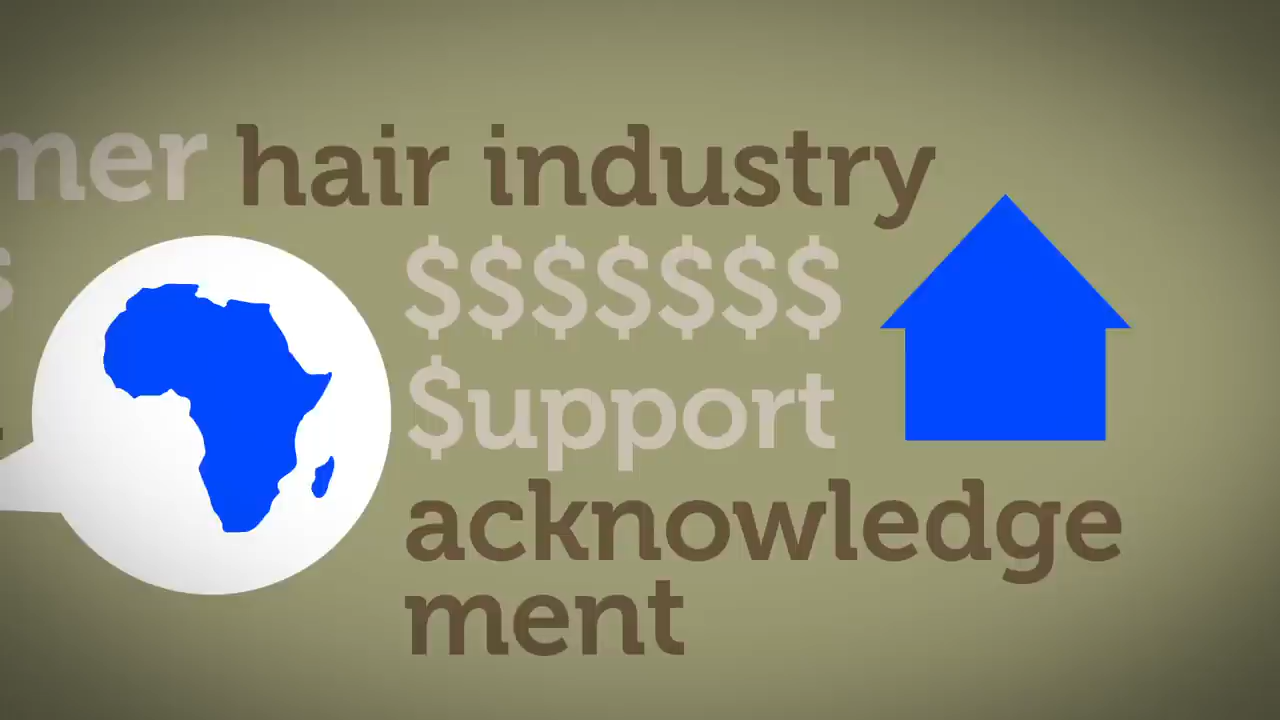 mer hair industry
$$$$$$$
$upport
acknowledge
ment